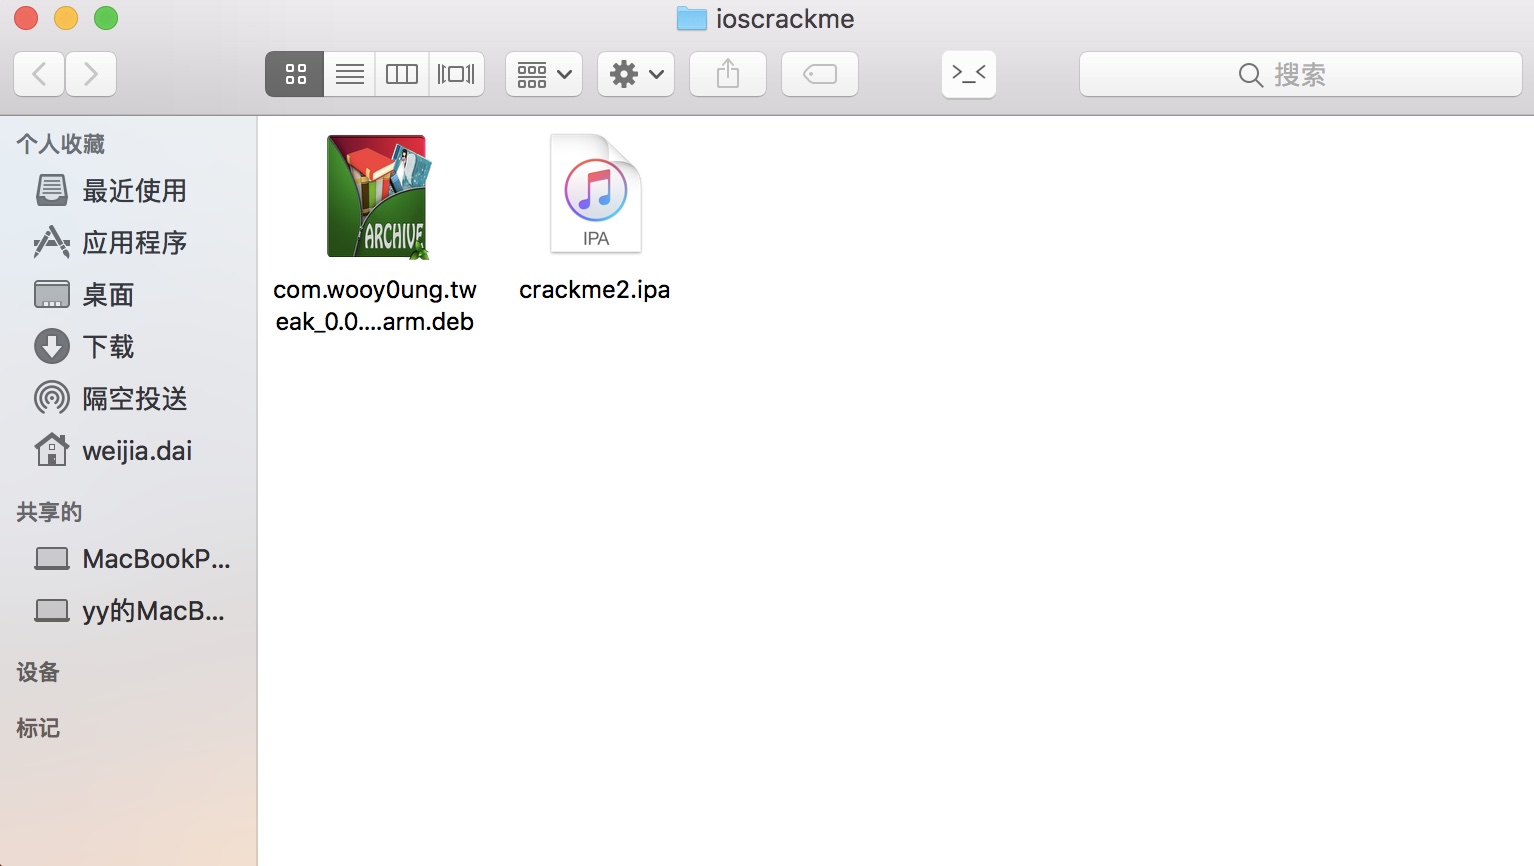 ioscrackme
>_<
搜索
个人收藏
最近使用
应用程序
桌面
下载
隔空投送
weijia.dai
共享的
MacBookP...
yy的MacB...
设备
标记
ARCHIVE
com.wooy0ung.tw
eak_0.0....arm.deb
IPA
crackme2.ipa